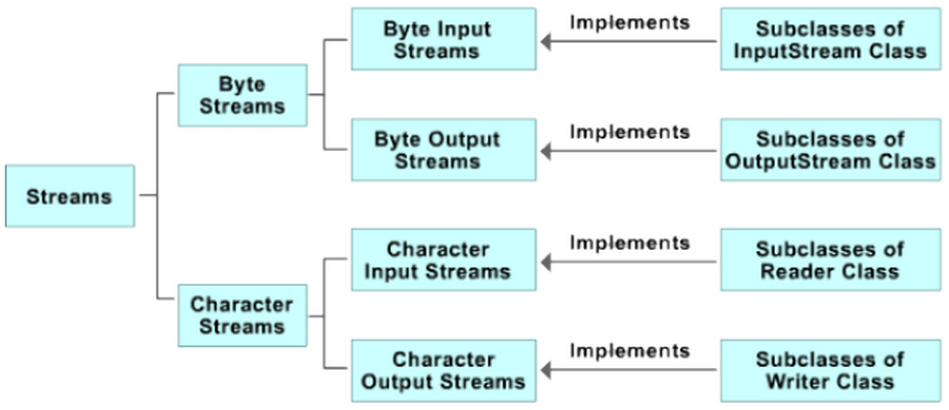 Streams
Byte
Streams
Character
Streams
Byte Input
Streams
Implements
Subclasses of
InputStream Class
Byte Output
Streams
Implements
Subclasses of
OutputStream Class
Character
Input Streams
Implements
Subclasses of
Reader Class
Character
Output Streams
Implements
Subclasses of
Writer Class